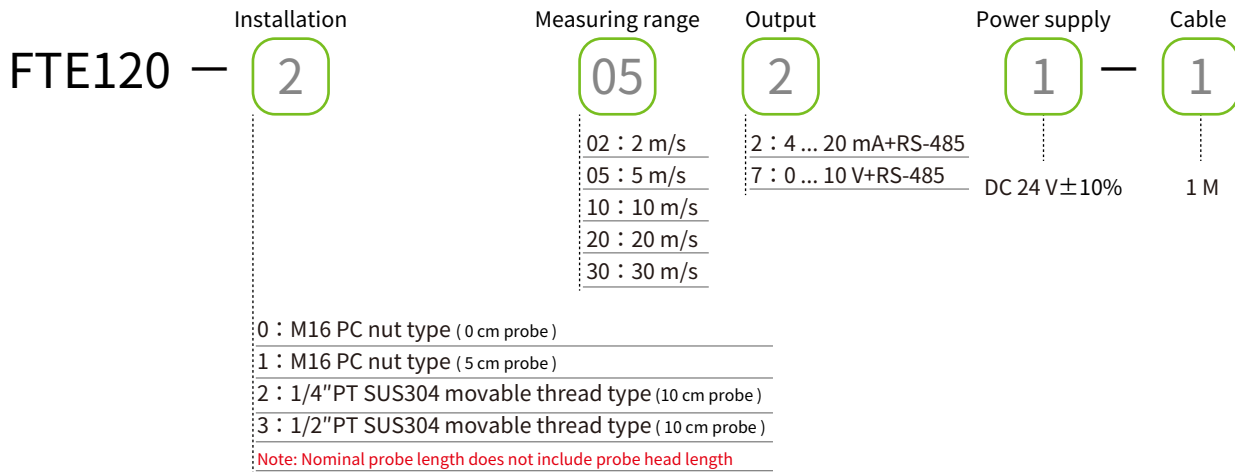 Installation Measuring range Output Power supply Cable
FTE120 — 2 05 2 1 — 1
02：2 m/s 2：4 ... 20 mA+RS-485
05：5 m/s 7：0 ... 10 V+RS-485 DC 24 V±10% 1 M
10：10 m/s
20：20 m/s
30：30 m/s
0：M16 PC nut type ( 0 cm probe )
1：M16 PC nut type ( 5 cm probe )
2：1/4"PT SUS304 movable thread type (10 cm probe )
3：1/2"PT SUS304 movable thread type ( 10 cm probe )
Note: Nominal probe length does not include probe head length